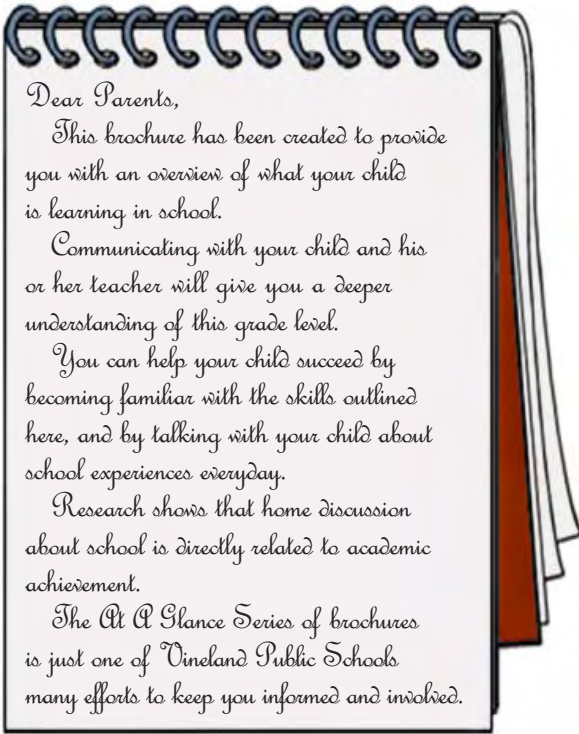 Dear Parents,
This brochure has been created to provide
you with an overview of what your child
is learning in school.
Communicating with your child and his
or her teacher will give you a deeper
understanding of this grade level.
You can help your child succeed by
becoming familiar with the skills outlined
here, and by talking with your child about
school experiences everyday.
Research shows that home discussion
about school is directly related to academic
achievement.
The At A Glance Series of brochures
is just one of Vineland Public Schools
many efforts to keep you informed and involved.